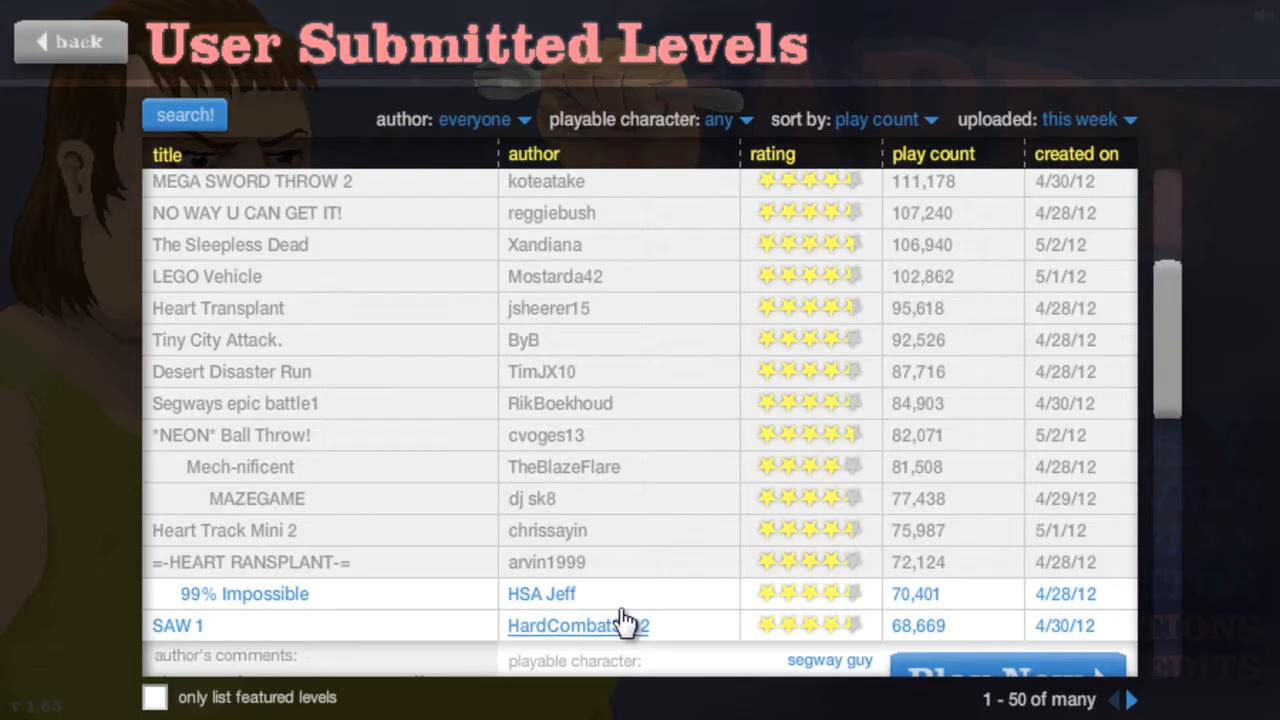 back
User Submitted Levels
search!
author: everyone playable character: any sort by: play count uploaded: this week
title author rating play count created on
MEGA SWORD THROW 2 koteatake 111,178 4/30/12
NO WAY U CAN GET IT! reggiebush 107,240 4/28/12
The Sleepless Dead Xandiana 106,940 5/2/12
LEGO Vehicle Mostarda42 102,862 5/1/12
Heart Transplant jsheerer15 95,618 4/28/12
Tiny City Attack. ByB 92,526 4/28/12
Desert Disaster Run TimJX10 87,716 4/28/12
Segways epic battle1 RikBoekhoud 84,903 4/30/12
*NEON* Ball Throw! cvoges13 82,071 5/2/12
Mech-nificent TheBlazeFlare 81,508 4/28/12
MAZEGAME dj sk8 77,438 4/29/12
Heart Track Mini 2 chrissayin 75,987 5/1/12
=-HEART RANSPLANT-= arvin1999 72,124 4/28/12
99% Impossible HSA Jeff 70,401 4/28/12
SAW 1 68,669 4/30/12
author's comments: playable character: segway guy Play Now
only list featured levels 1 - 50 of many
v 1.65